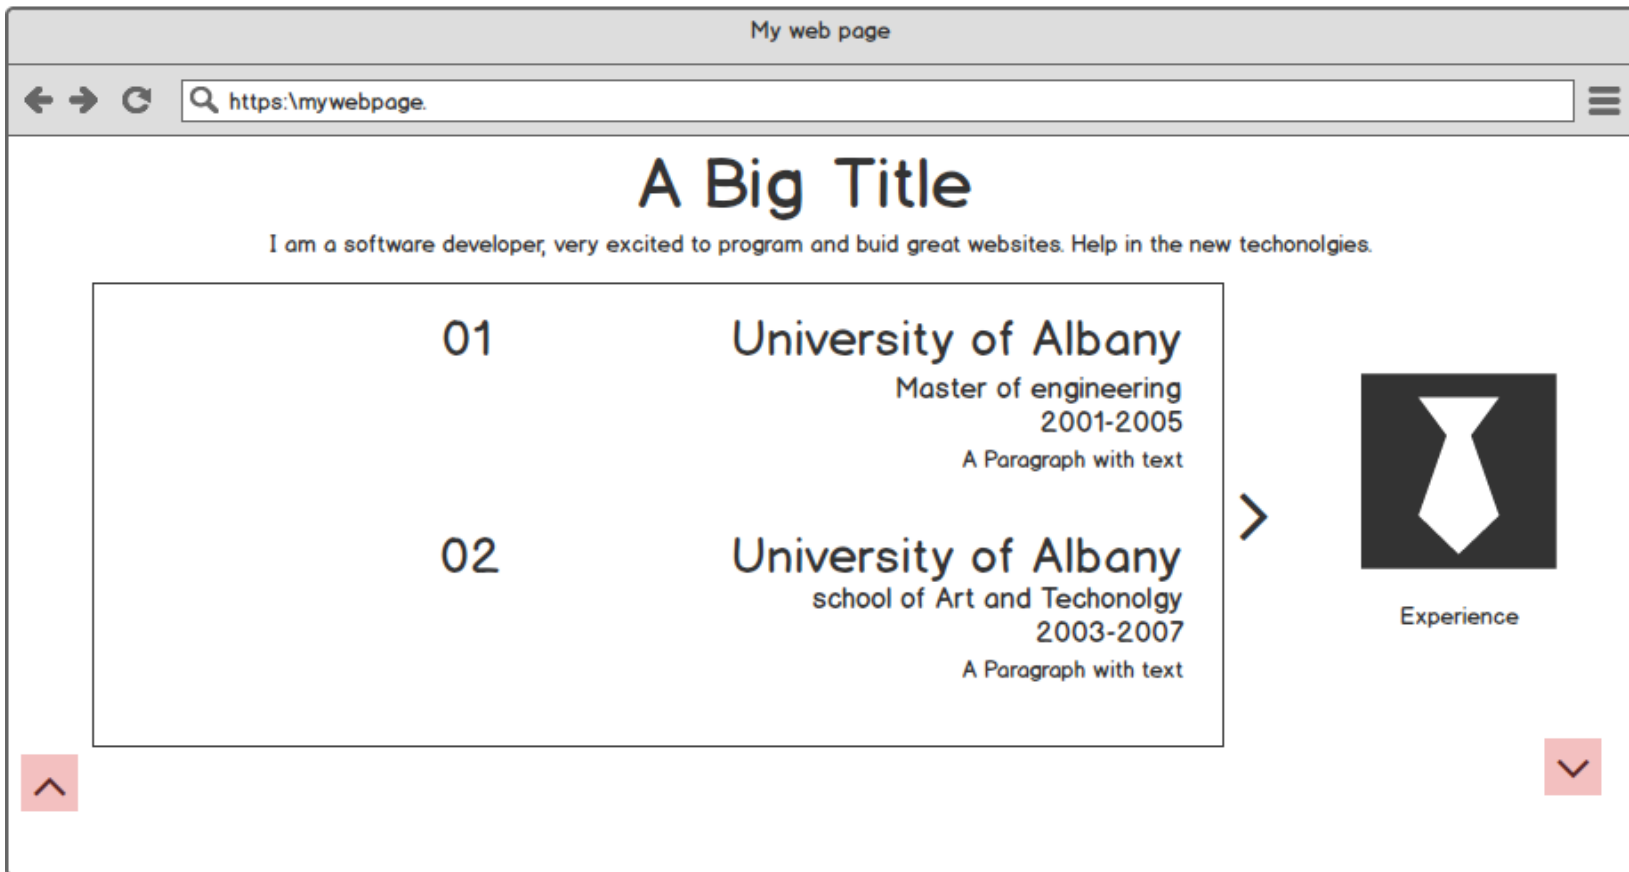 My web page
https:\mywebpage.
A Big Title
I am a software developer, very excited to program and buid great websites. Help in the new techonolgies.
01
University of Albany
Master of engineering
2001-2005
A Paragraph with text
02
University of Albany
school of Art and Techonolgy
2003-2007
A Paragraph with text
Experience